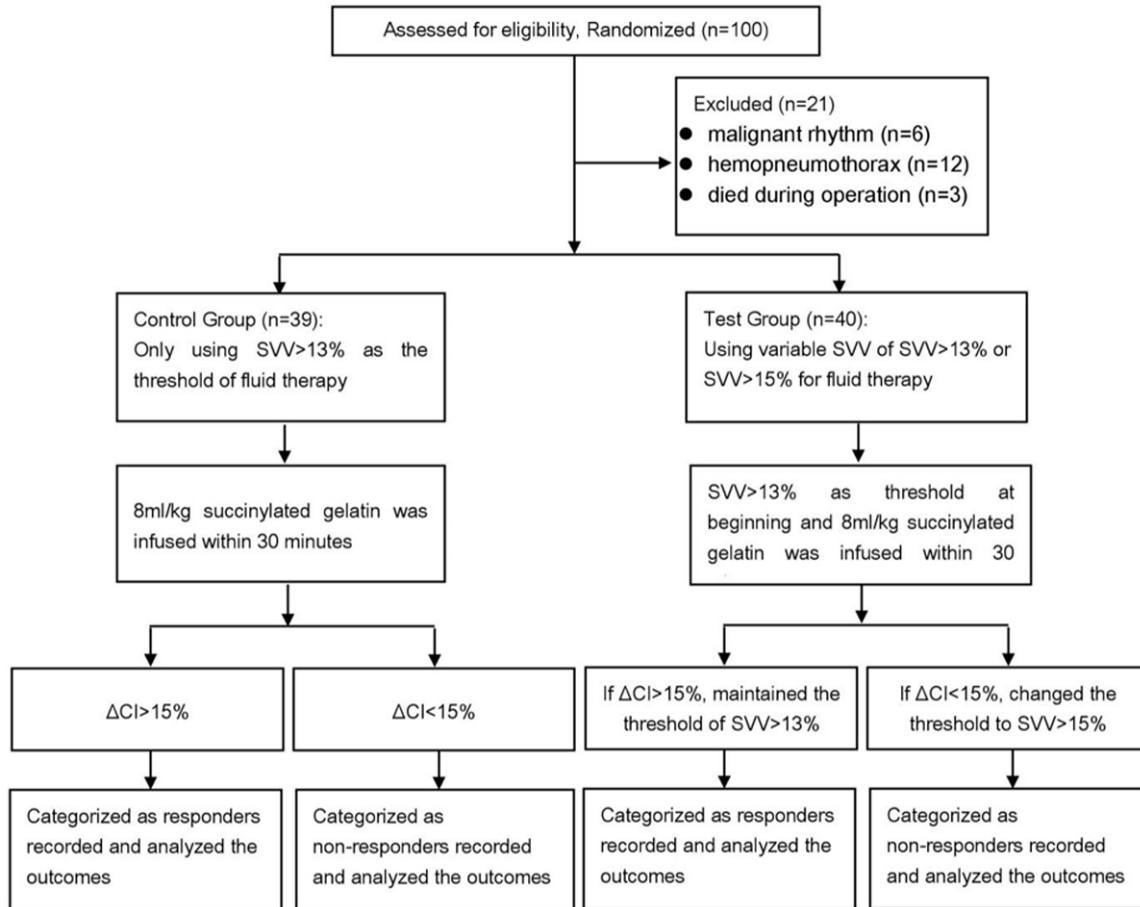 Assessed for eligibility, Randomized (n=100)
Excluded (n=21)
● malignant rhythm (n=6)
● hemopneumothorax (n=12)
● died during operation (n=3)
Control Group (n=39):
Only using SVV>13% as the
threshold of fluid therapy
Test Group (n=40):
Using variable SVV of SVV>13% or
SVV>15% for fluid therapy
8ml/kg succinylated gelatin was
infused within 30 minutes
SVV>13% as threshold at
beginning and 8ml/kg succinylated
gelatin was infused within 30
ΔCI>15%
ΔCI<15%
If ΔCI>15%, maintained the
threshold of SVV>13%
If ΔCI<15%, changed the
threshold to SVV>15%
Categorized as responders
recorded and analyzed the
outcomes
Categorized as
non-responders recorded
and analyzed the outcomes
Categorized as responders
recorded and analyzed the
outcomes
Categorized as
non-responders recorded
and analyzed the outcomes